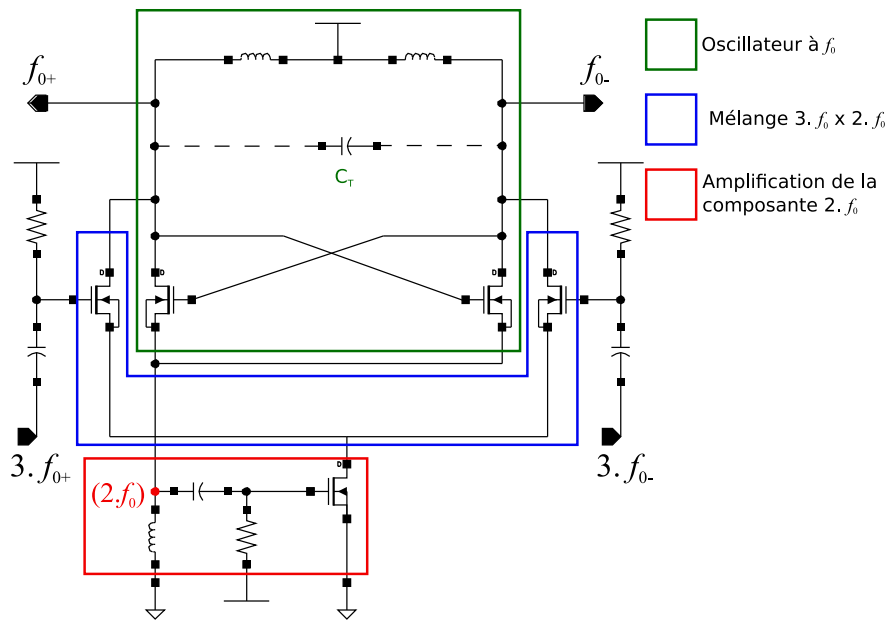 Oscillateur à f₀
f₀₊
f₀₋
Mélange 3. f₀ x 2. f₀
Cᴛ
Amplification de la
composante 2. f₀
D
D
D
D
3. f₀₊
3. f₀₋
D
(2.f₀)